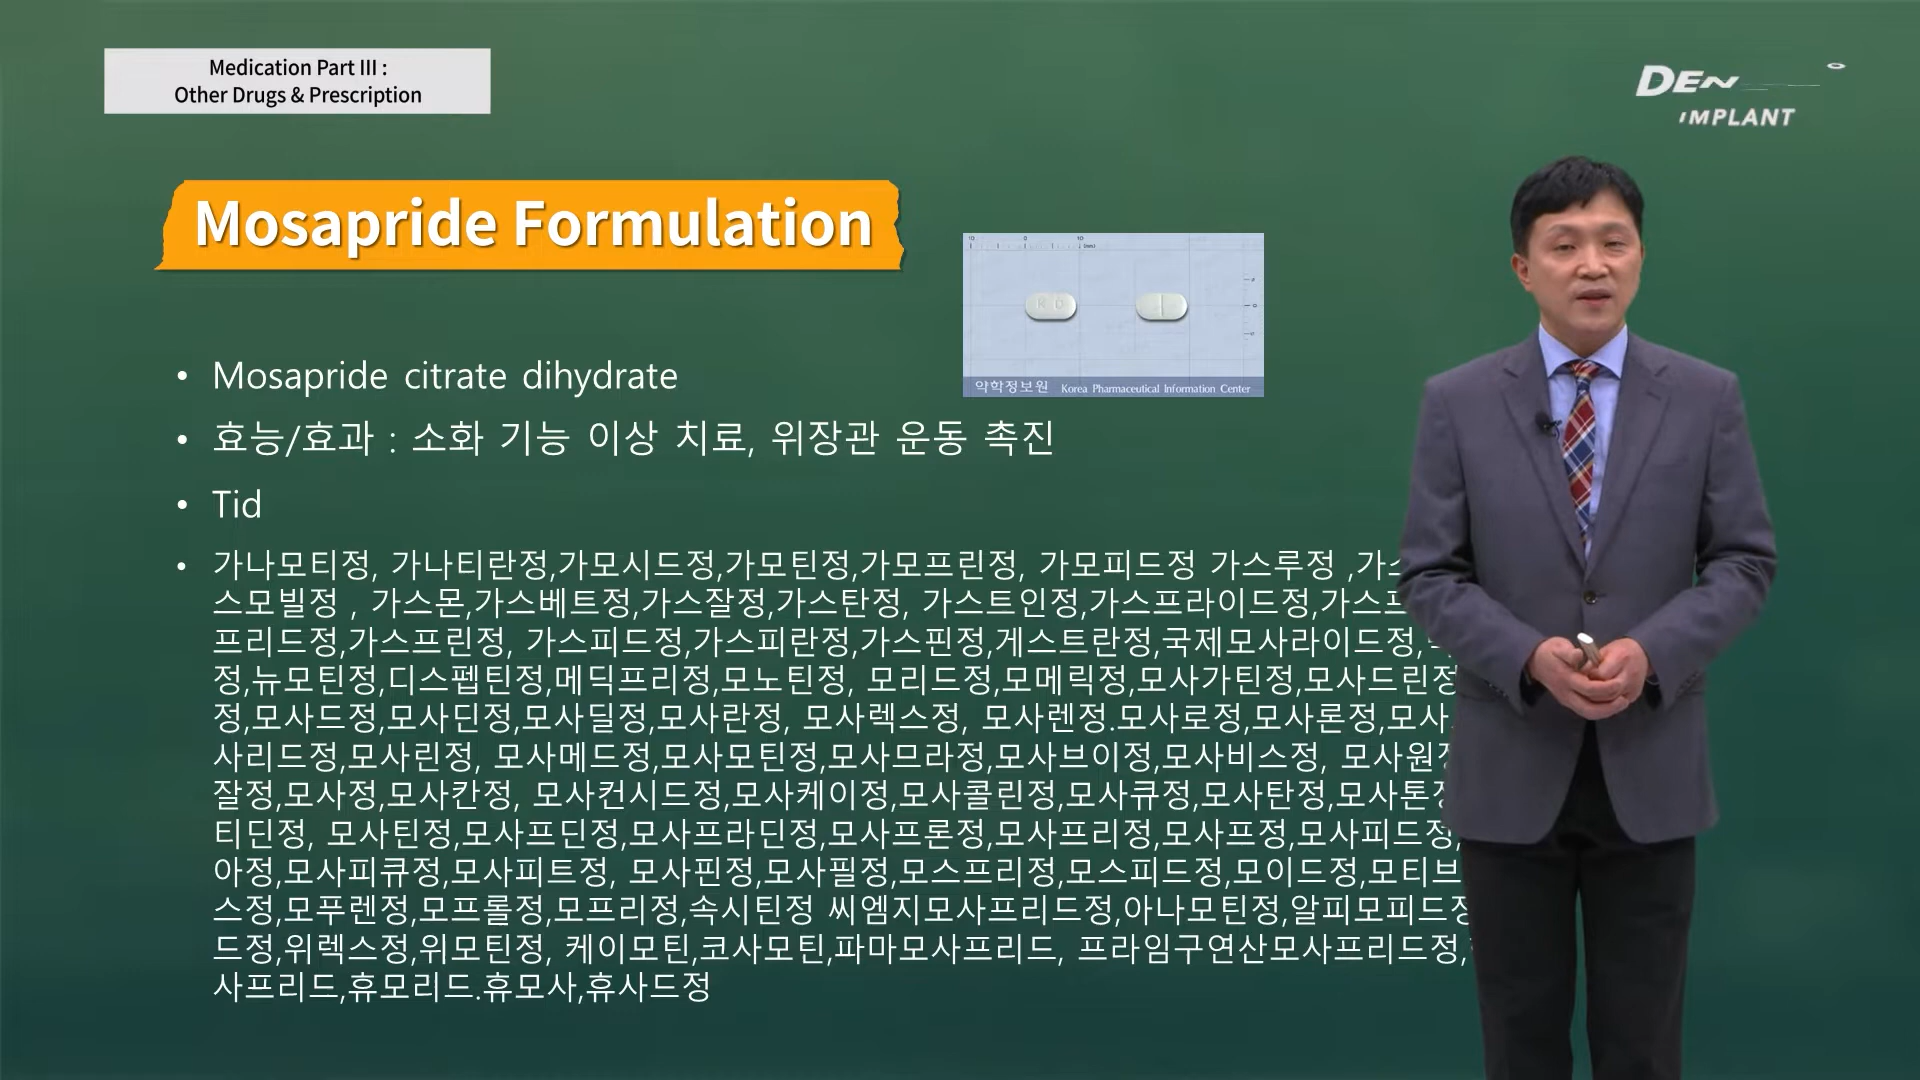 Medication Part III :
Other Drugs & Prescription
IMPLANT
Mosapride Formulation
약학정보원 Korea Pharmaceutical Information Center
• Mosapride citrate dihydrate
• 효능/효과 : 소화 기능 이상 치료, 위장관 운동 촉진
• Tid
• 가나모티정, 가나티란정,가모시드정,가모틴정,가모프린정, 가모피드정 가스루정 ,가스
스모빌정 , 가스몬,가스베트정,가스잘정,가스탄정, 가스트인정,가스프라이드정,
프리드정,가스프린정, 가스피드정,가스피란정,가스핀정,게스트란정,국제모사라이드정,
정,뉴모틴정,디스펩틴정,메딕프리정,모노틴정, 모리드정,모메릭정,모사가틴정,모사드린정
정,모사드정,모사딘정,모사딜정,모사란정, 모사렉스정, 모사렌정.모사로정,모사론정,모사
사리드정,모사린정, 모사메드정,모사모틴정,모사므라정,모사브이정,모사비스정, 모사원정
잘정,모사정,모사칸정, 모사컨시드정,모사케이정,모사콜린정,모사큐정,모사탄정,모사톤정
티딘정, 모사틴정,모사프딘정,모사프라딘정,모사프론정,모사프리정,모사프정,모사피드정,
아정,모사피큐정,모사피트정, 모사핀정,모사필정,모스프리정,모스피드정,모이드정,모티브
스정,모푸렌정,모프롤정,모프리정,속시틴정 씨엠지모사프리드정,아나모틴정,알피모피드정
드정,위렉스정,위모틴정, 케이모틴,코사모틴,파마모사프리드, 프라임구연산모사프리드정,
사프리드,휴모리드.휴모사,휴사드정